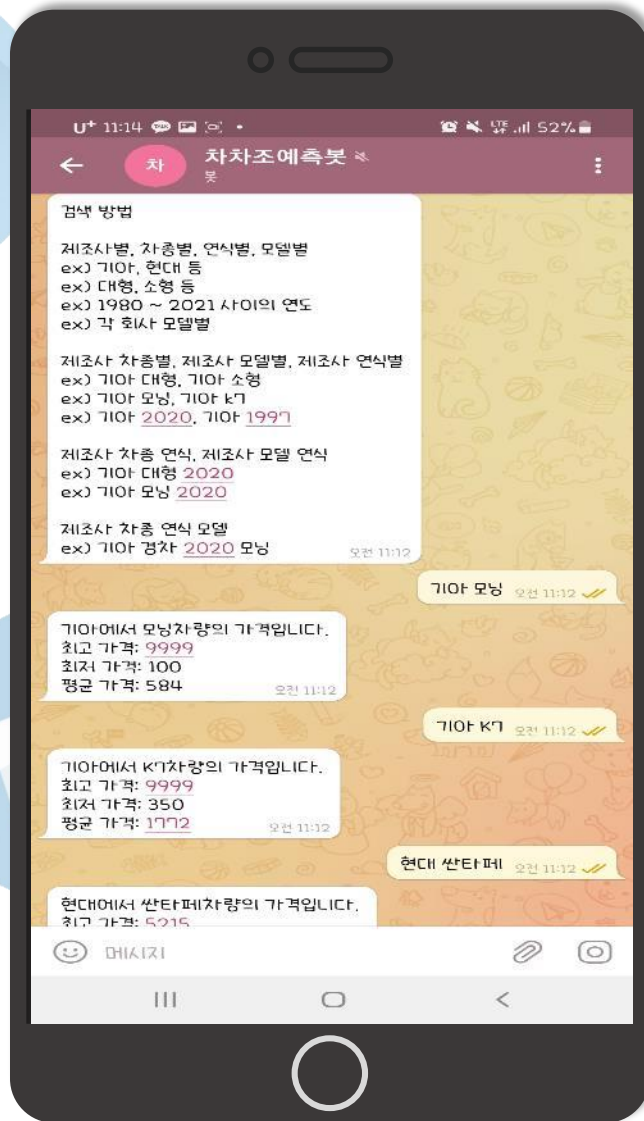 U+ 11:14
LTE 52%
차
차차조예측봇
봇
검색 방법
제조사별, 차종별, 연식별, 모델별
ex) 기아, 현대 등
ex) 대형, 소형 등
ex) 1980 ~ 2021 사이의 연도
ex) 각 회사 모델별
제조사 차종별, 제조사 모델별, 제조사 연식별
ex) 기아 대형, 기아 소형
ex) 기아 모닝, 기아 k7
ex) 기아 2020, 기아 1997
제조사 차종 연식, 제조사 모델 연식
ex) 기아 대형 2020
ex) 기아 모닝 2020
제조사 차종 연식 모델
ex) 기아 경차 2020 모닝
오전 11:12
기아 모닝 오전 11:12
기아에서 모닝차량의 가격입니다.
최고 가격: 9999
최저 가격: 100
평균 가격: 584
오전 11:12
기아 K7 오전 11:12
기아에서 K7차량의 가격입니다.
최고 가격: 9999
최저 가격: 350
평균 가격: 1772
오전 11:12
현대 싼타페 오전 11:12
현대에서 싼타페차량의 가격입니다.
최고 가격: 5215
메시지